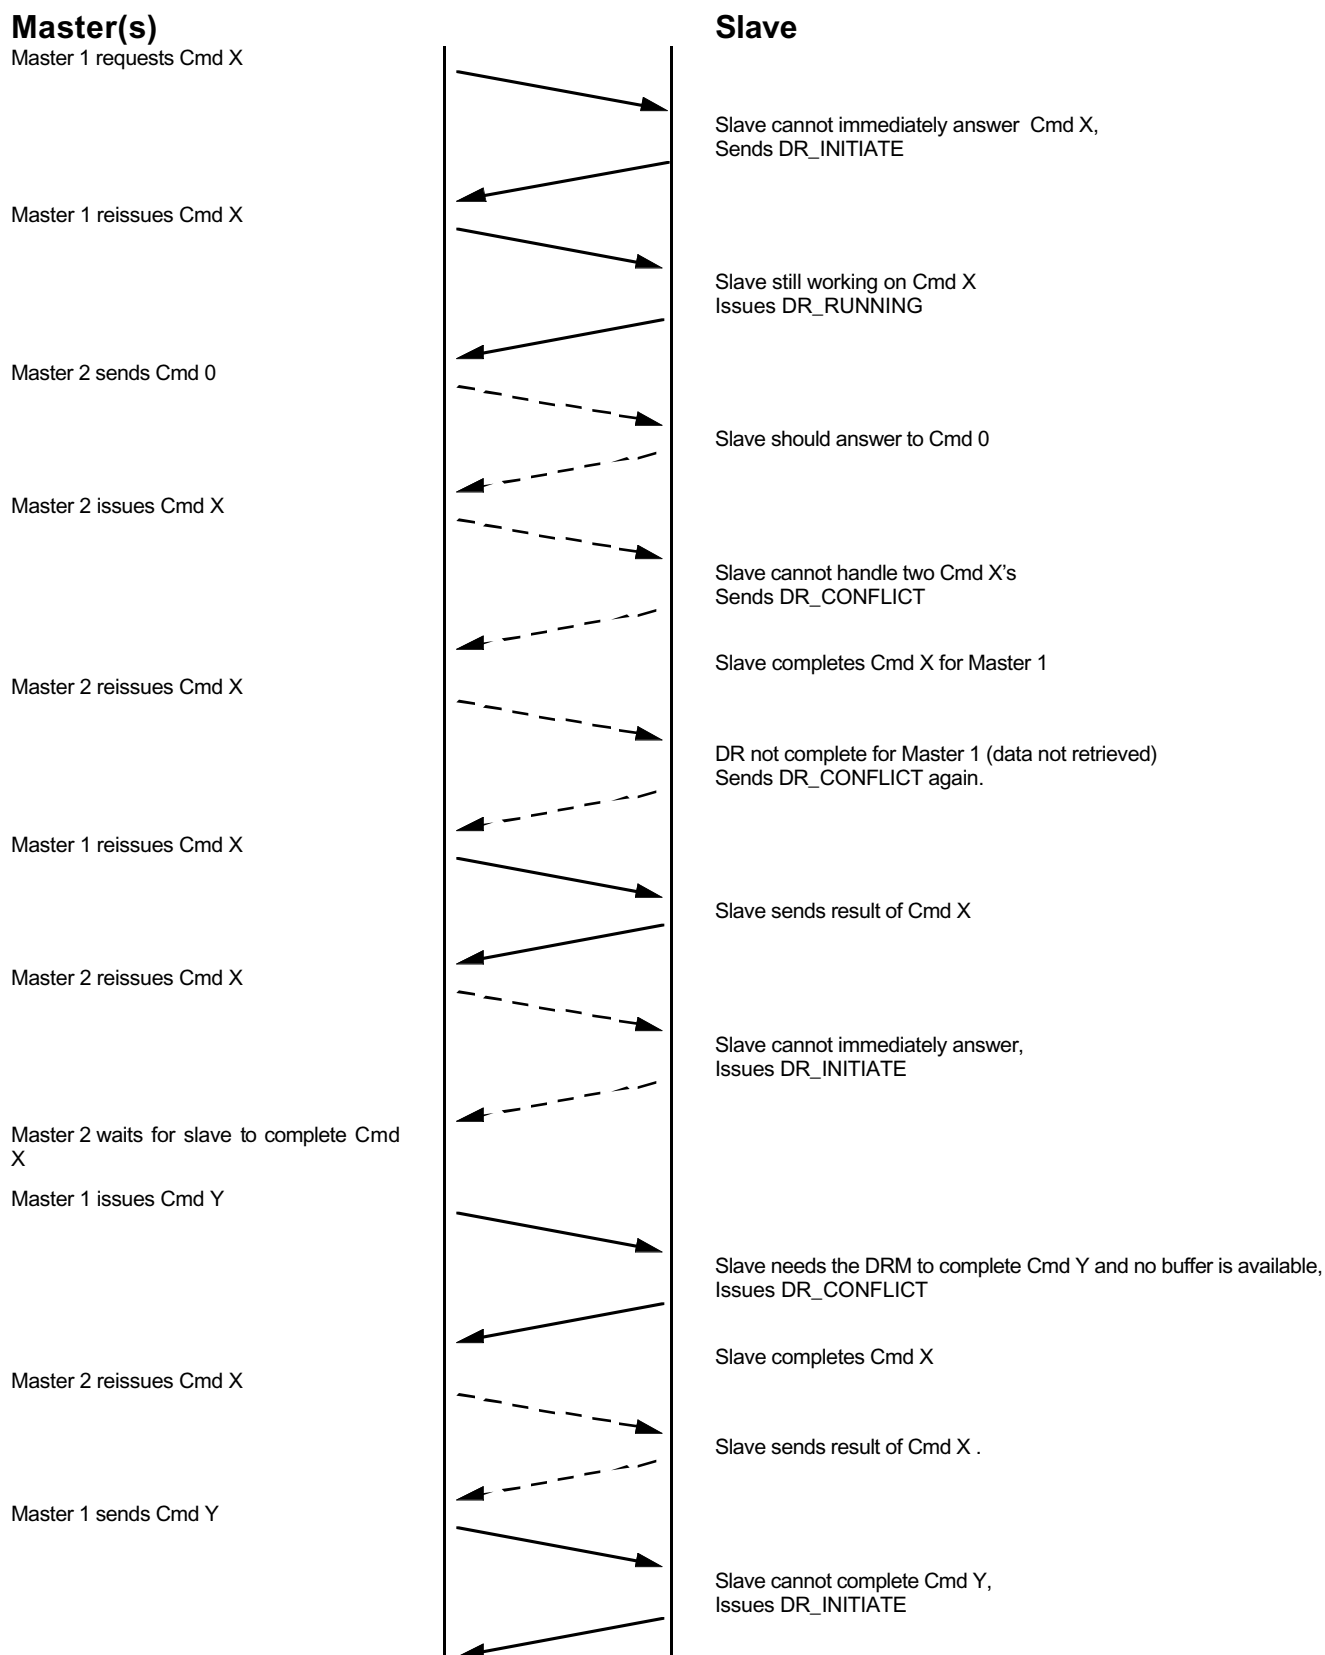 Master(s)
Slave
Master 1 requests Cmd X
Slave cannot immediately answer Cmd X,
Sends DR_INITIATE
Master 1 reissues Cmd X
Slave still working on Cmd X
Issues DR_RUNNING
Master 2 sends Cmd 0
Slave should answer to Cmd 0
Master 2 issues Cmd X
Slave cannot handle two Cmd X's
Sends DR_CONFLICT
Slave completes Cmd X for Master 1
Master 2 reissues Cmd X
DR not complete for Master 1 (data not retrieved)
Sends DR_CONFLICT again.
Master 1 reissues Cmd X
Slave sends result of Cmd X
Master 2 reissues Cmd X
Slave cannot immediately answer,
Issues DR_INITIATE
Master 2 waits for slave to complete Cmd
X
Master 1 issues Cmd Y
Slave needs the DRM to complete Cmd Y and no buffer is available,
Issues DR_CONFLICT
Slave completes Cmd X
Master 2 reissues Cmd X
Slave sends result of Cmd X .
Master 1 sends Cmd Y
Slave cannot complete Cmd Y,
Issues DR_INITIATE